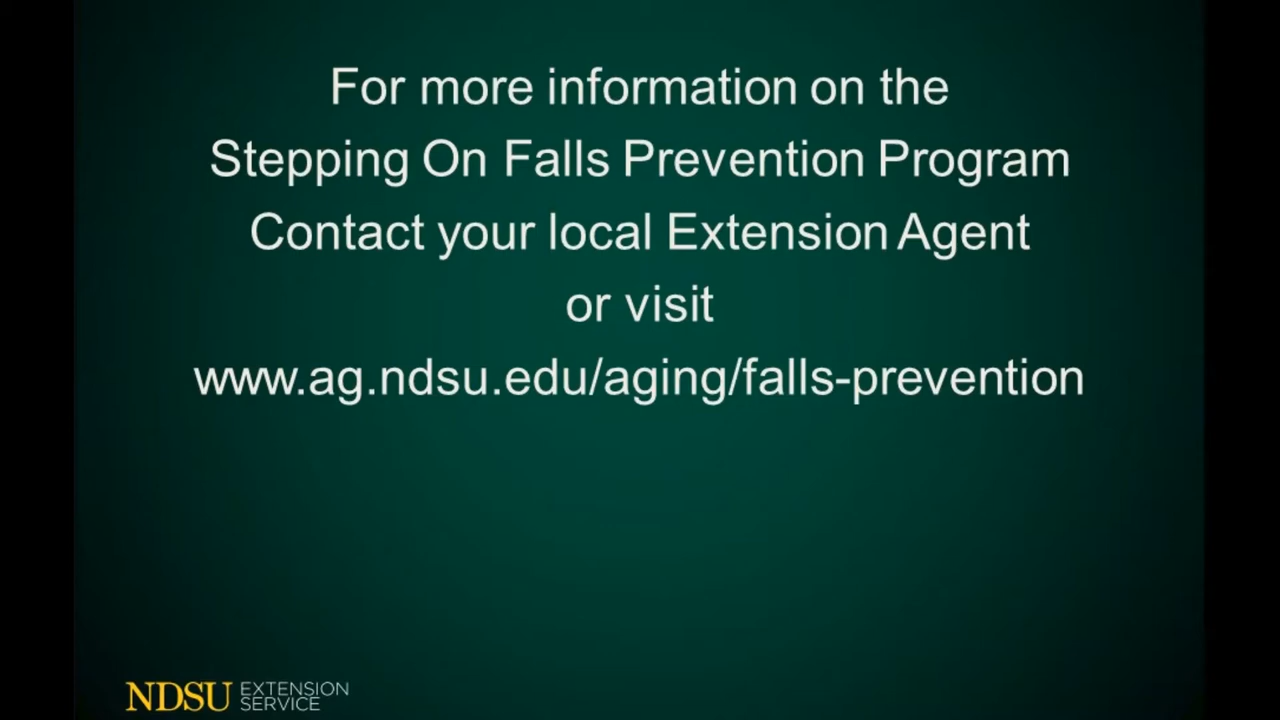 For more information on the
Stepping On Falls Prevention Program
Contact your local Extension Agent
or visit
www.ag.ndsu.edu/aging/falls-prevention
NDSU EXTENSION
SERVICE